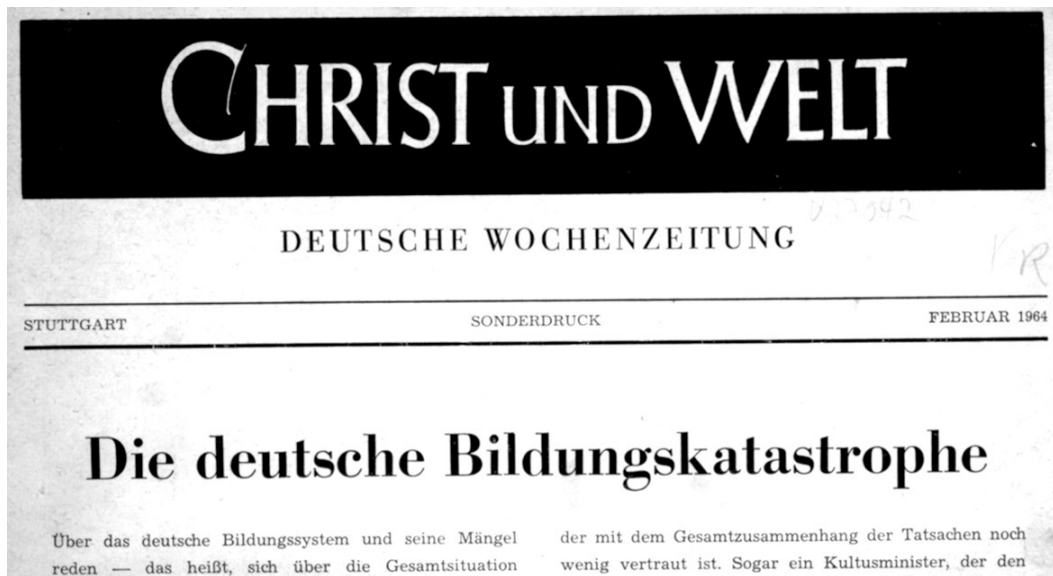 CHRIST UND WELT
DEUTSCHE WOCHENZEITUNG
STUTTGART SONDERDRUCK FEBRUAR 1964
Die deutsche Bildungskatastrophe
Über das deutsche Bildungssystem und seine Mängel
reden — das heißt, sich über die Gesamtsituation
der mit dem Gesamtzusammenhang der Tatsachen noch
wenig vertraut ist. Sogar ein Kultusminister, der den